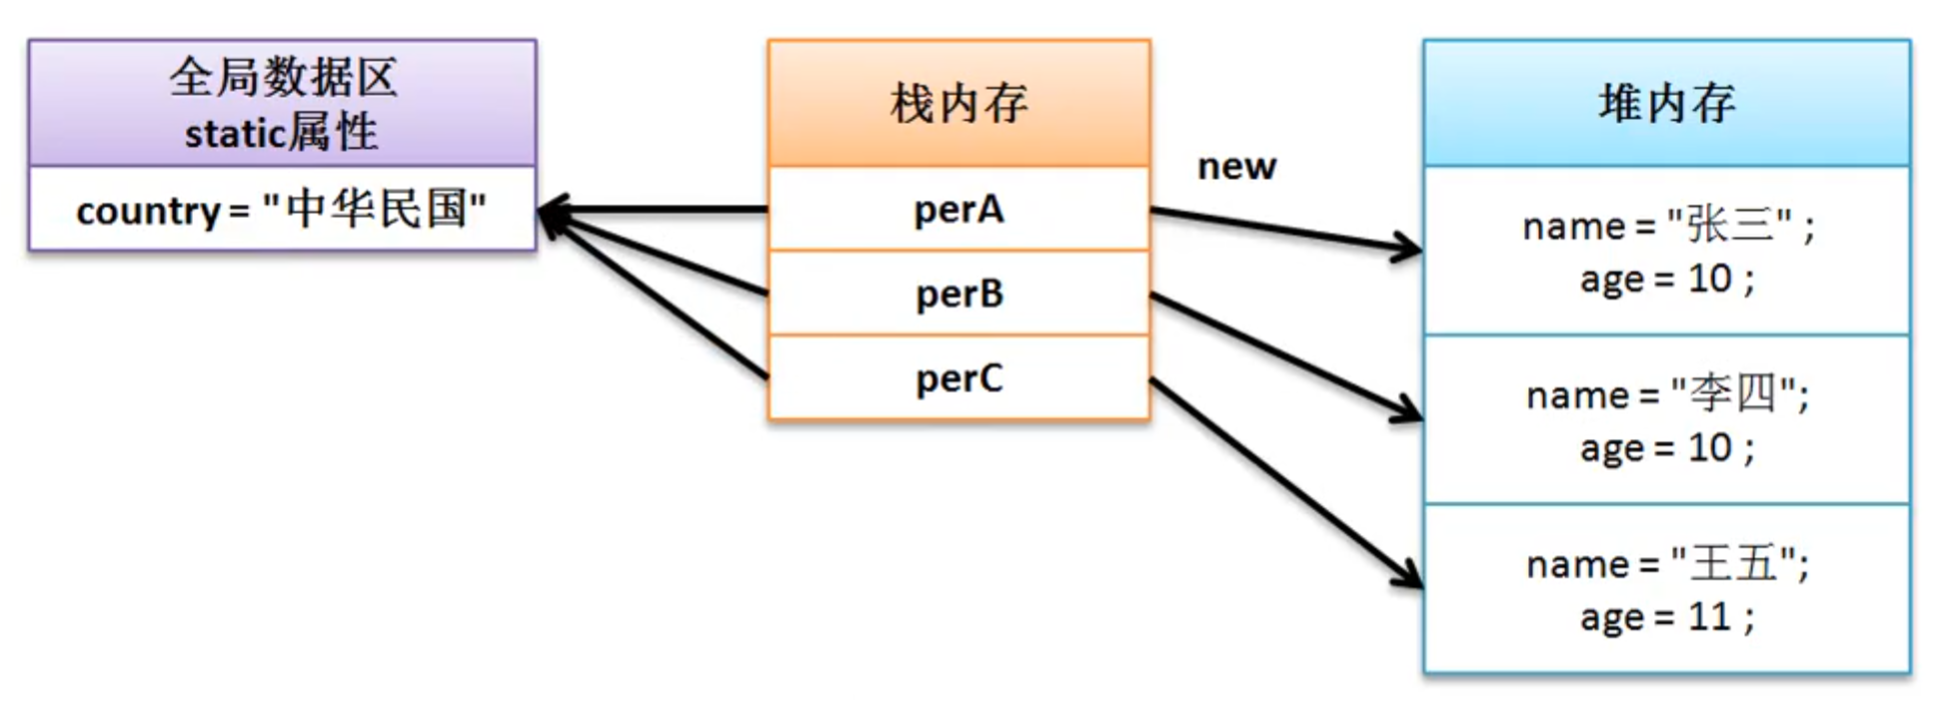 全局数据区
static属性
country = "中华民国"
栈内存
perA
perB
perC
new
堆内存
name = "张三" ;
age = 10 ;
name = "李四";
age = 10 ;
name = "王五";
age = 11 ;